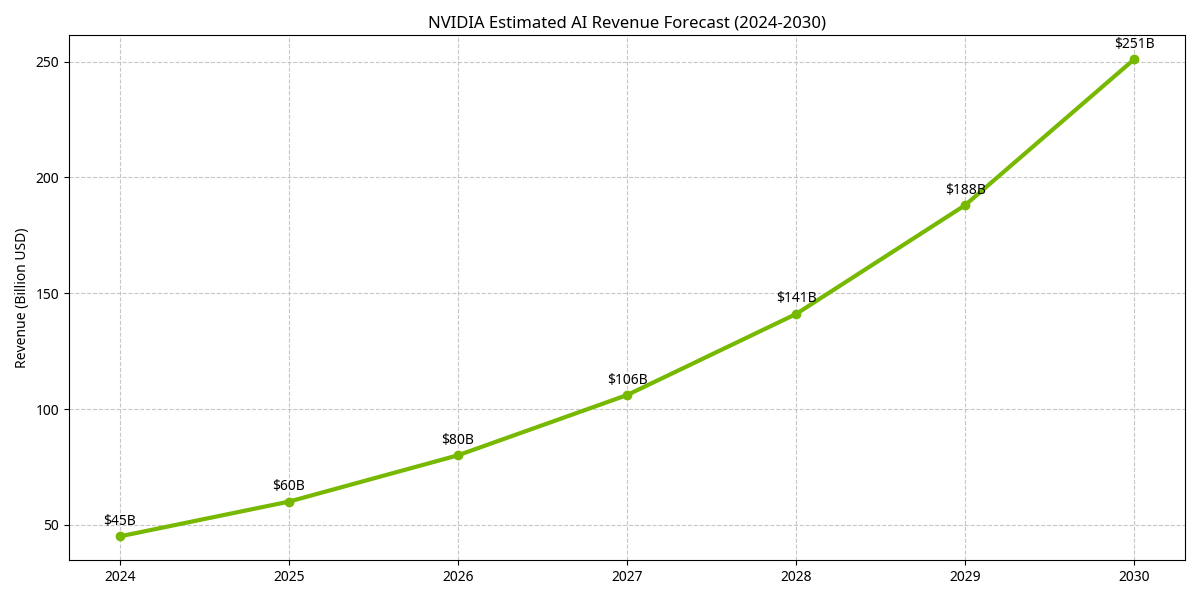 NVIDIA Estimated AI Revenue Forecast (2024-2030)
$251B
250
200
$188B
150
$141B
$106B
100
$80B
$60B
50
$45B
Revenue (Billion USD)
2024 2025 2026 2027 2028 2029 2030